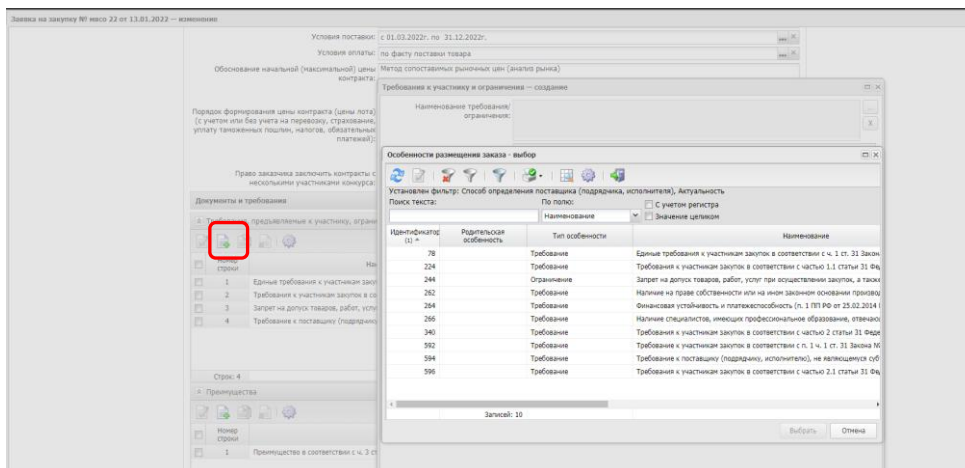 Заявка на закупку № мясо 22 от 13.01.2022 — изменение
Условия поставки: с 01.03.2022г. по 31.12.2022г.
Условия оплаты: по факту поставки товара
Обоснование начальной (максимальной) цены контракта: Метод сопоставимых рыночных цен (анализ рынка)
Порядок формирования цены контракта (цены лота)
(с учетом или без учета на перевозку, страхование,
уплату таможенных пошлин, налогов, обязательных
платежей):
Право заказчика заключить контракты с
несколькими участниками конкурса:
Документы и требования
Требования, предъявляемые к участнику, ограни
Номер строки На
1 Единые требования к участникам заку
2 Требования к участникам закупок в со
3 Запрет на допуск товаров, работ, услу
4 Требование к поставщику (подрядчику
Строк: 4
Преимущества
Номер строки
1 Преимущество в соответствии с ч. 3 ст
Требования к участнику и ограничения — создание
Наименование требования/
ограничения:
Особенности размещения заказа - выбор
Установлен фильтр: Способ определения поставщика (подрядчика, исполнителя), Актуальность
Поиск текста: По полю: С учетом регистра
Наименование Значение целиком
Идентификатор (1) Родительская особенность Тип особенности Наименование
78 Требование Единые требования к участникам закупок в соответствии с ч. 1 ст. 31 Закон
224 Требование Требования к участникам закупок в соответствии с частью 1.1 статьи 31 Фед
244 Ограничение Запрет на допуск товаров, работ, услуг при осуществлении закупок, а также
262 Требование Наличие на праве собственности или на ином законном основании производ
264 Требование Финансовая устойчивость и платежеспособность (п. 1 ПП РФ от 25.02.2014
266 Требование Наличие специалистов, имеющих профессиональное образование, отвечаю
340 Требование Требования к участникам закупок в соответствии с частью 2 статьи 31 Феде
592 Требование Требования к участникам закупок в соответствии с п. 1 ч. 1 ст. 31 Закона №
594 Требование Требование к поставщику (подрядчику, исполнителю), не являющемуся суб
596 Требование Требования к участникам закупок в соответствии с частью 2.1 статьи 31 Фед
Записей: 10
Выбрать Отмена